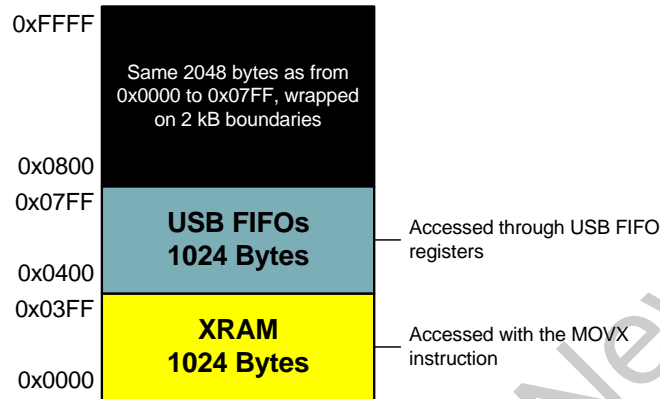 0xFFFF
Same 2048 bytes as from
0x0000 to 0x07FF, wrapped
on 2 kB boundaries
0x0800
0x07FF
USB FIFOs
1024 Bytes
Accessed through USB FIFO
registers
0x0400
0x03FF
XRAM
1024 Bytes
Accessed with the MOVX
instruction
0x0000